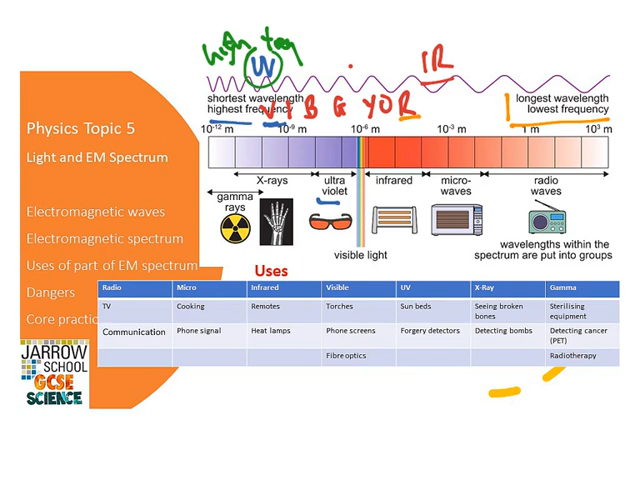 high
UV
IR
shortest wavelength
highest frequency
longest wavelength
lowest frequency
V I B G Y O R
10⁻¹² m 10⁻⁹ m 10⁻⁶ m 10⁻³ m 1 m 10³ m
Physics Topic 5
Light and EM Spectrum
Electromagnetic waves
Electromagnetic spectrum
Uses of part of EM spectrum
Dangers
Core practic
gamma
rays
X-rays
ultra
violet
infrared
micro-
waves
radio
waves
visible light
wavelengths within the
spectrum are put into groups
Uses
Radio Micro Infrared Visible UV X-Ray Gamma
TV Cooking Remotes Torches Sun beds Seeing broken bones Sterilising equipment
Communication Phone signal Heat lamps Phone screens Forgery detectors Detecting bombs Detecting cancer (PET)
Fibre optics Radiotherapy
JARROW
SCHOOL
GCSE
SCIENCE